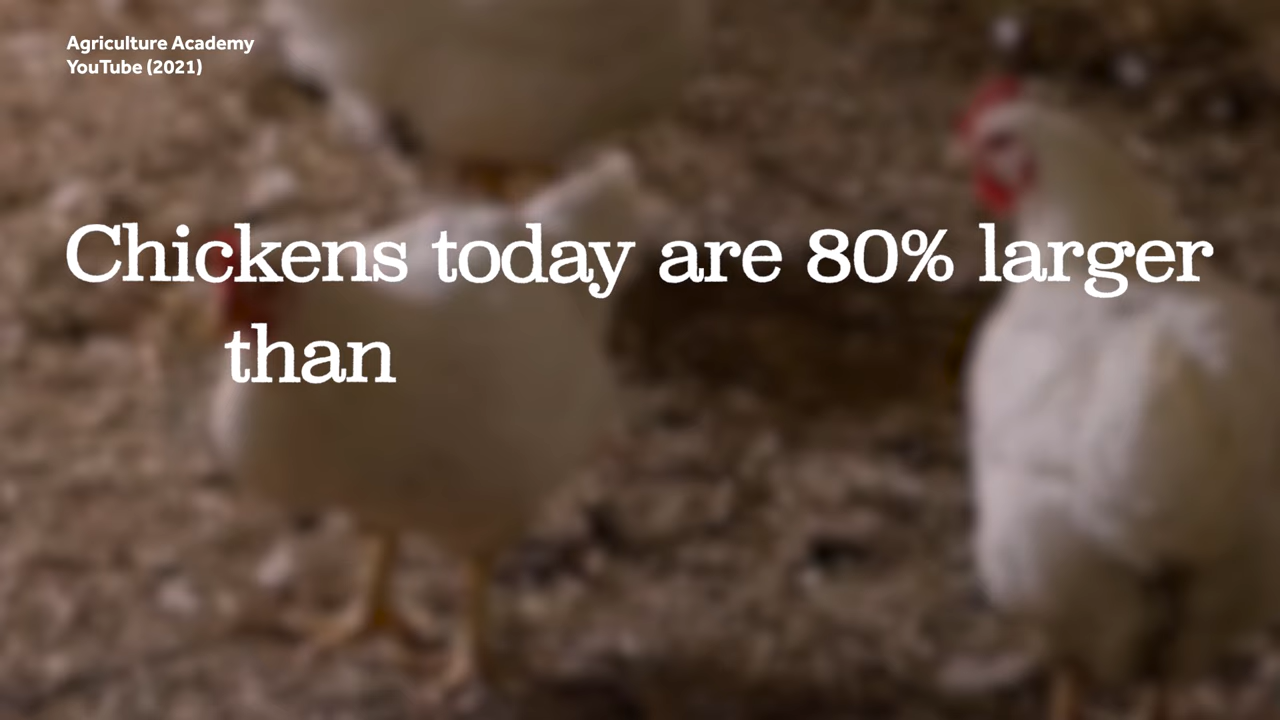 Agriculture Academy
YouTube (2021)
Chickens today are 80% larger
than